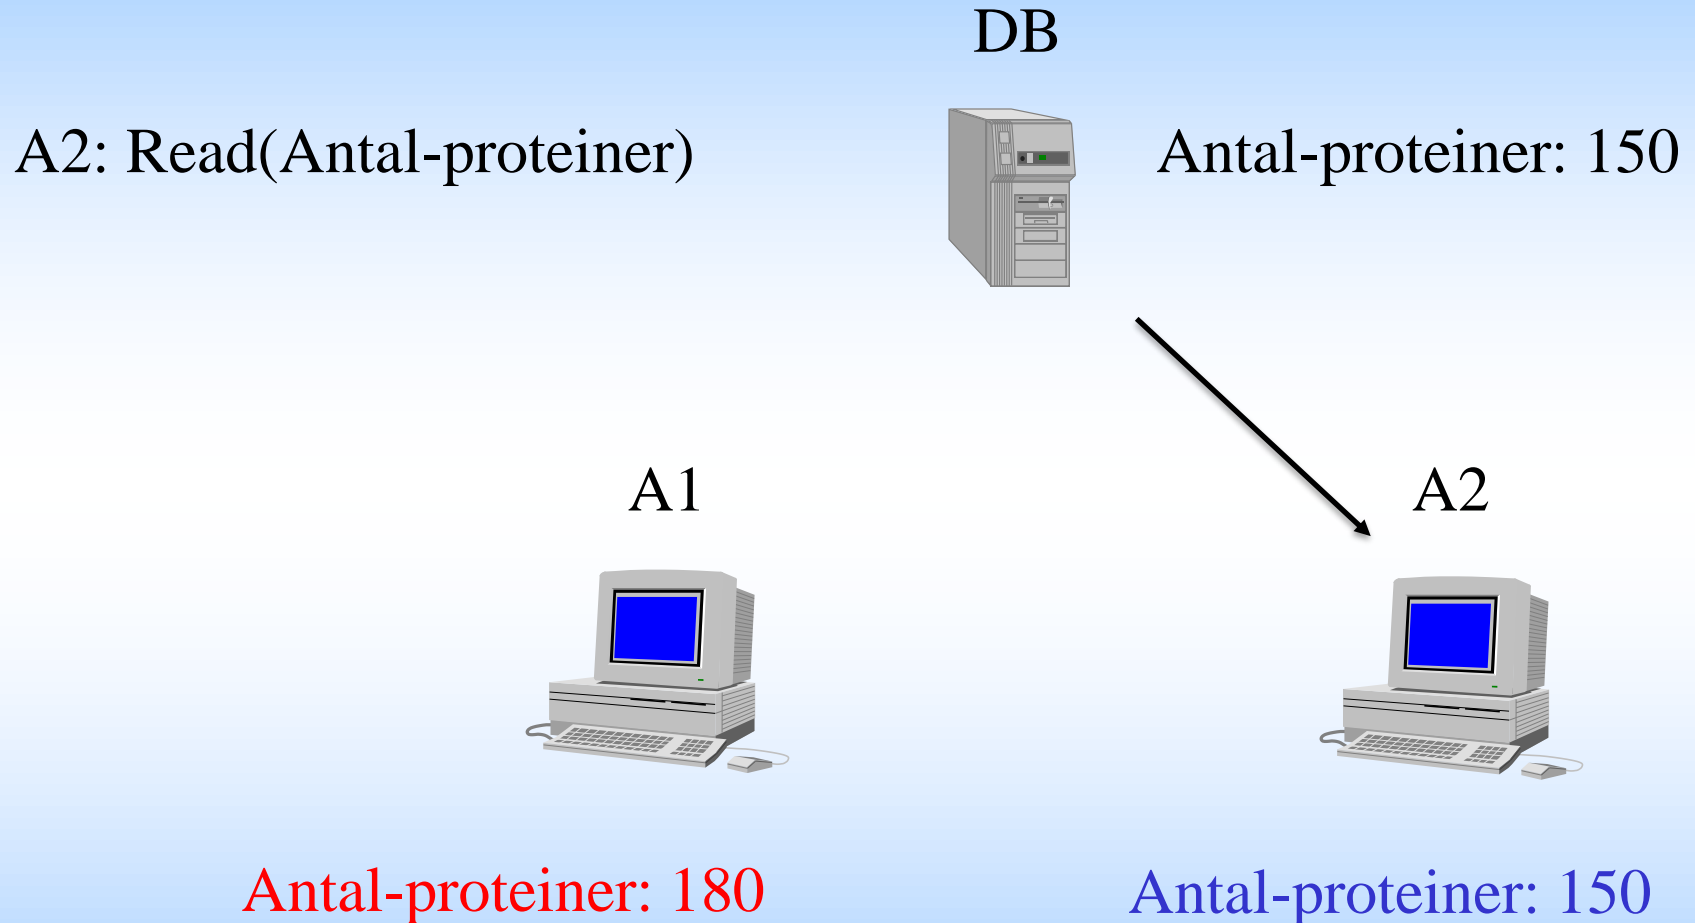 DB
A2: Read(Antal-proteiner)
Antal-proteiner: 150
A1
A2
Antal-proteiner: 180
Antal-proteiner: 150